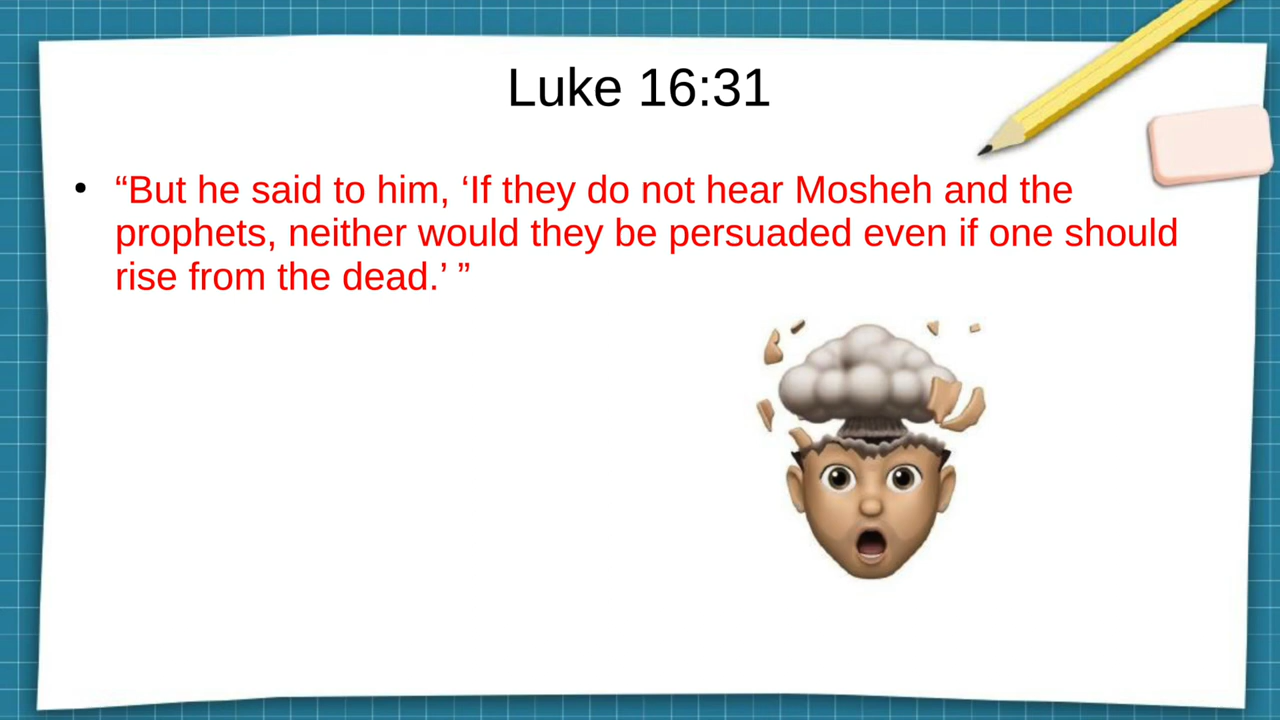 Luke 16:31
• “But he said to him, ‘If they do not hear Mosheh and the
prophets, neither would they be persuaded even if one should
rise from the dead.’ ”